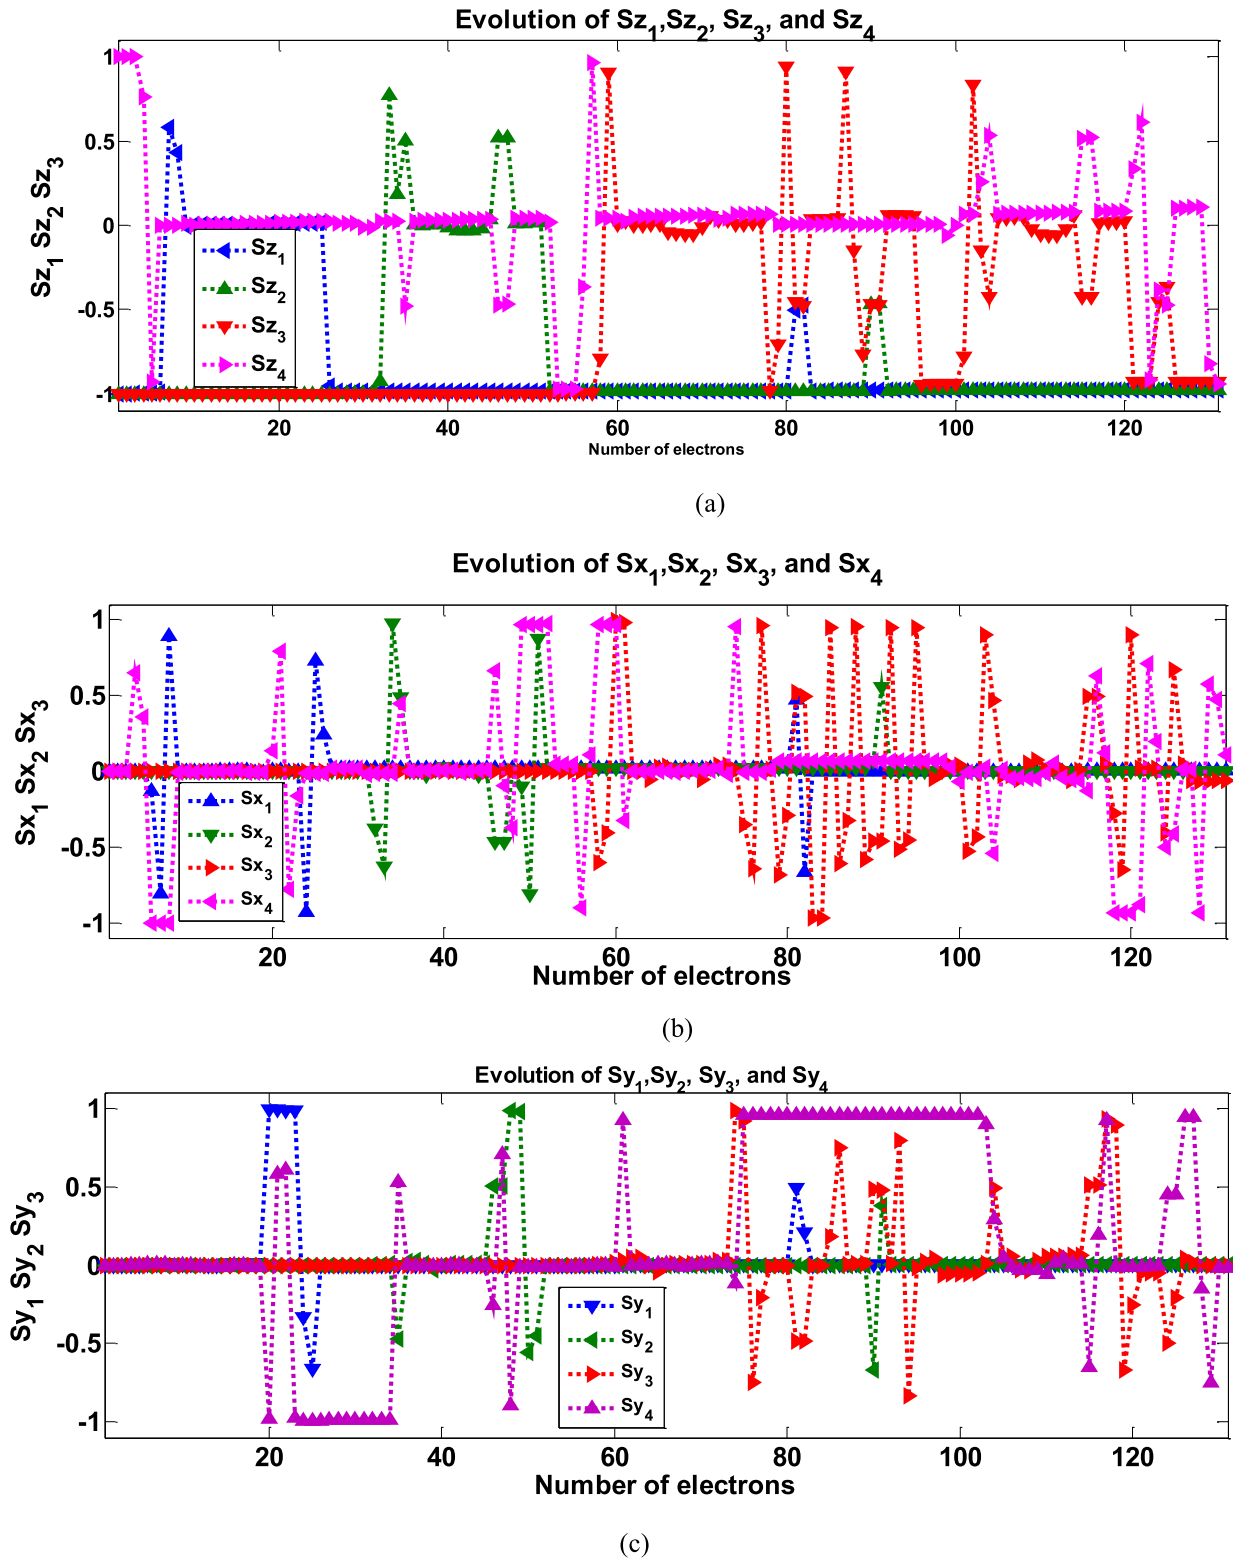 Evolution of Sz1,Sz2, Sz3, and Sz4
Sz1 Sz2 Sz3
1
0.5
0
-0.5
-1
Sz1
Sz2
Sz3
Sz4
20 40 60 80 100 120
Number of electrons
(a)
Evolution of Sx1,Sx2, Sx3, and Sx4
Sx1 Sx2 Sx3
1
0.5
0
-0.5
-1
Sx1
Sx2
Sx3
Sx4
20 40 60 80 100 120
Number of electrons
(b)
Evolution of Sy1,Sy2, Sy3, and Sy4
Sy1 Sy2 Sy3
1
0.5
0
-0.5
-1
Sy1
Sy2
Sy3
Sy4
20 40 60 80 100 120
Number of electrons
(c)